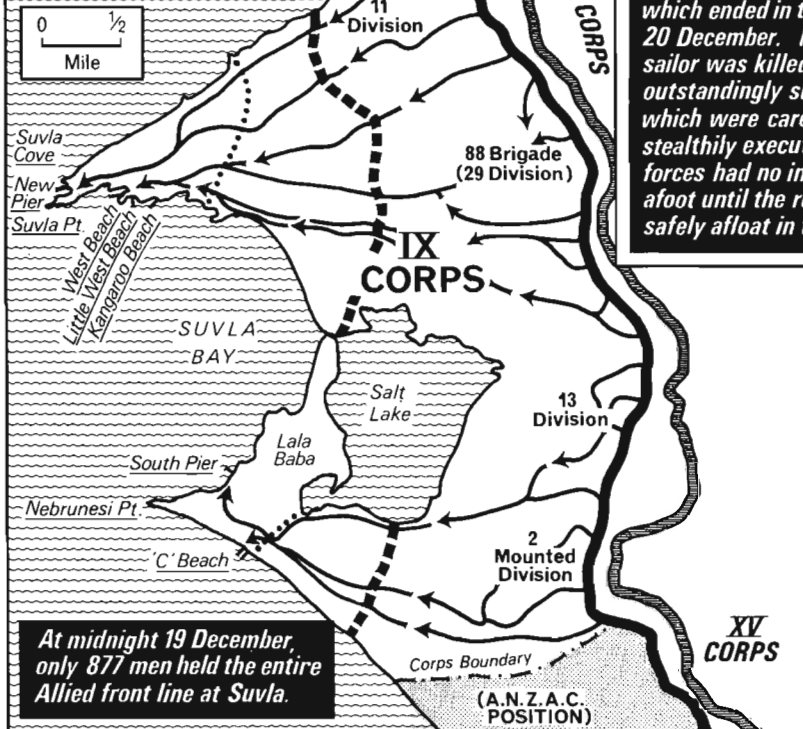 0 ½
Mile
11
Division
CORPS
which ended in t
20 December.
sailor was killed
outstandingly s
which were care
stealthily execut
forces had no in
afoot until the r
safely afloat in
Suvla
Cove
New
Pier
Suvla Pt.
West Beach
Little West Beach
Kangaroo Beach
88 Brigade
(29 Division)
IX
CORPS
SUVLA
BAY
Salt
Lake
13
Division
Lala
Baba
South Pier
Nebrunesi Pt.
'C' Beach
2
Mounted
Division
At midnight 19 December,
only 877 men held the entire
Allied front line at Suvla.
Corps Boundary
XV
CORPS
(A.N.Z.A.C.
POSITION)